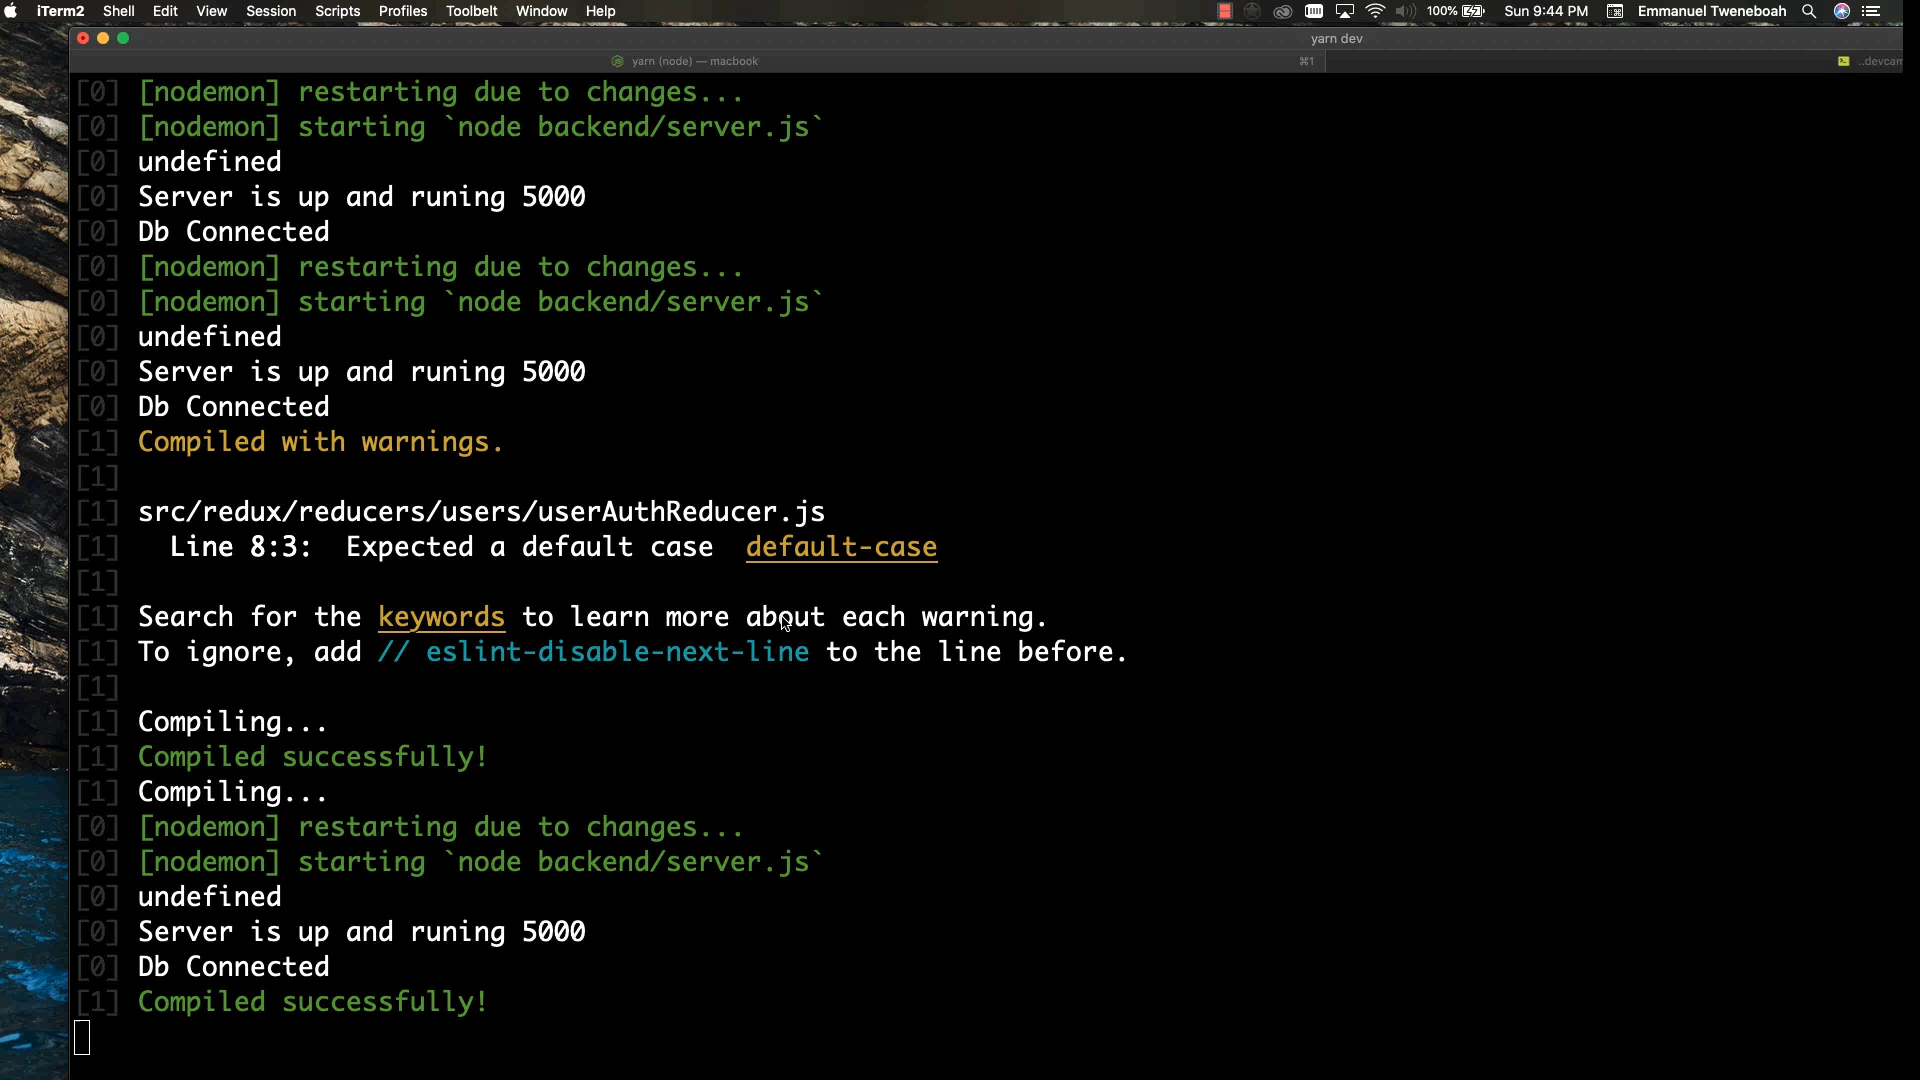 iTerm2 Shell Edit View Session Scripts Profiles Toolbelt Window Help 100% Sun 9:44 PM Emmanuel Tweneboah
yarn dev
yarn (node) — macbook ⌘1 ..devcam
[0] [nodemon] restarting due to changes...
[0] [nodemon] starting `node backend/server.js`
[0] undefined
[0] Server is up and runing 5000
[0] Db Connected
[0] [nodemon] restarting due to changes...
[0] [nodemon] starting `node backend/server.js`
[0] undefined
[0] Server is up and runing 5000
[0] Db Connected
[1] Compiled with warnings.
[1]
[1] src/redux/reducers/users/userAuthReducer.js
[1]   Line 8:3:  Expected a default case  default-case
[1]
[1] Search for the keywords to learn more about each warning.
[1] To ignore, add // eslint-disable-next-line to the line before.
[1]
[1] Compiling...
[1] Compiled successfully!
[1] Compiling...
[0] [nodemon] restarting due to changes...
[0] [nodemon] starting `node backend/server.js`
[0] undefined
[0] Server is up and runing 5000
[0] Db Connected
[1] Compiled successfully!